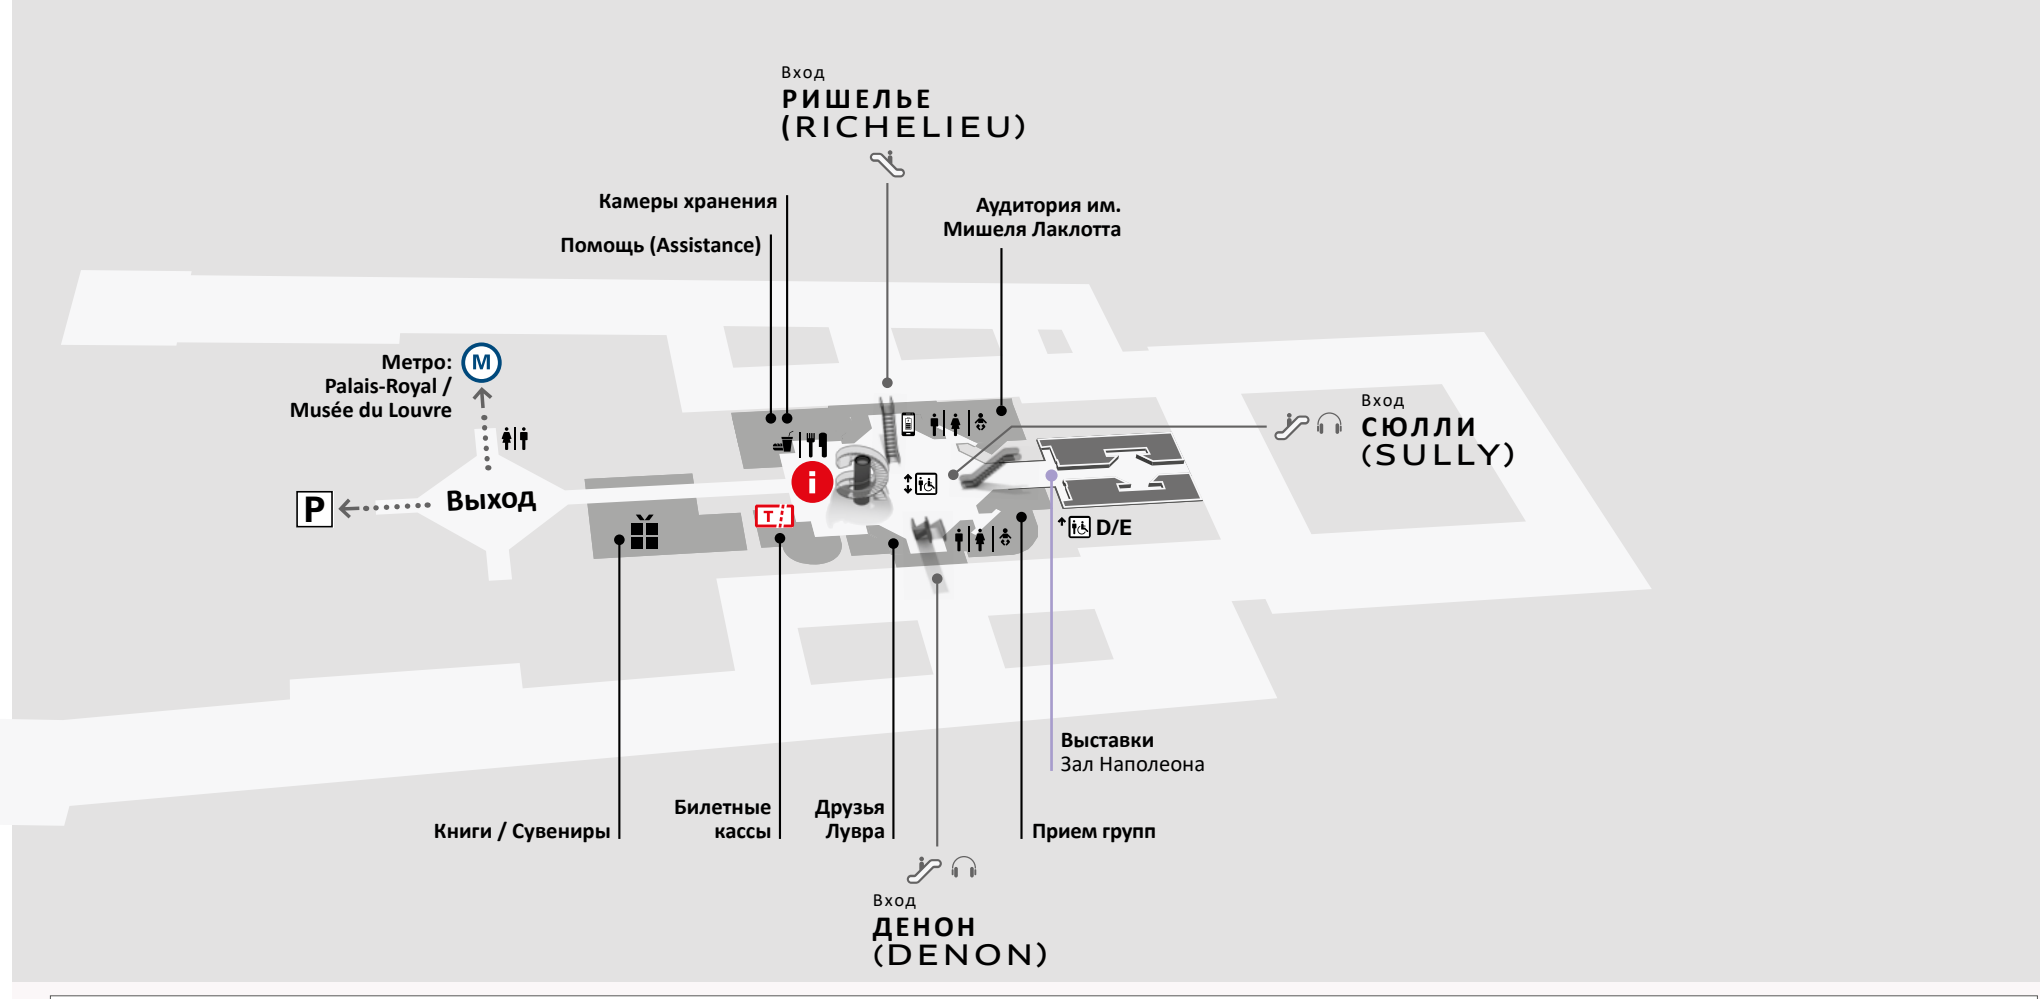 Вход
РИШЕЛЬЕ
(RICHELIEU)
Камеры хранения
Помощь (Assistance)
Аудитория им.
Мишеля Лаклотта
Метро:
Palais-Royal /
Musée du Louvre
M
Вход
СЮЛЛИ
(SULLY)
P
Выход
i
T
D/E
Выставки
Зал Наполеона
Книги / Сувениры
Билетные
кассы
Друзья
Лувра
Прием групп
Вход
ДЕНОН
(DENON)